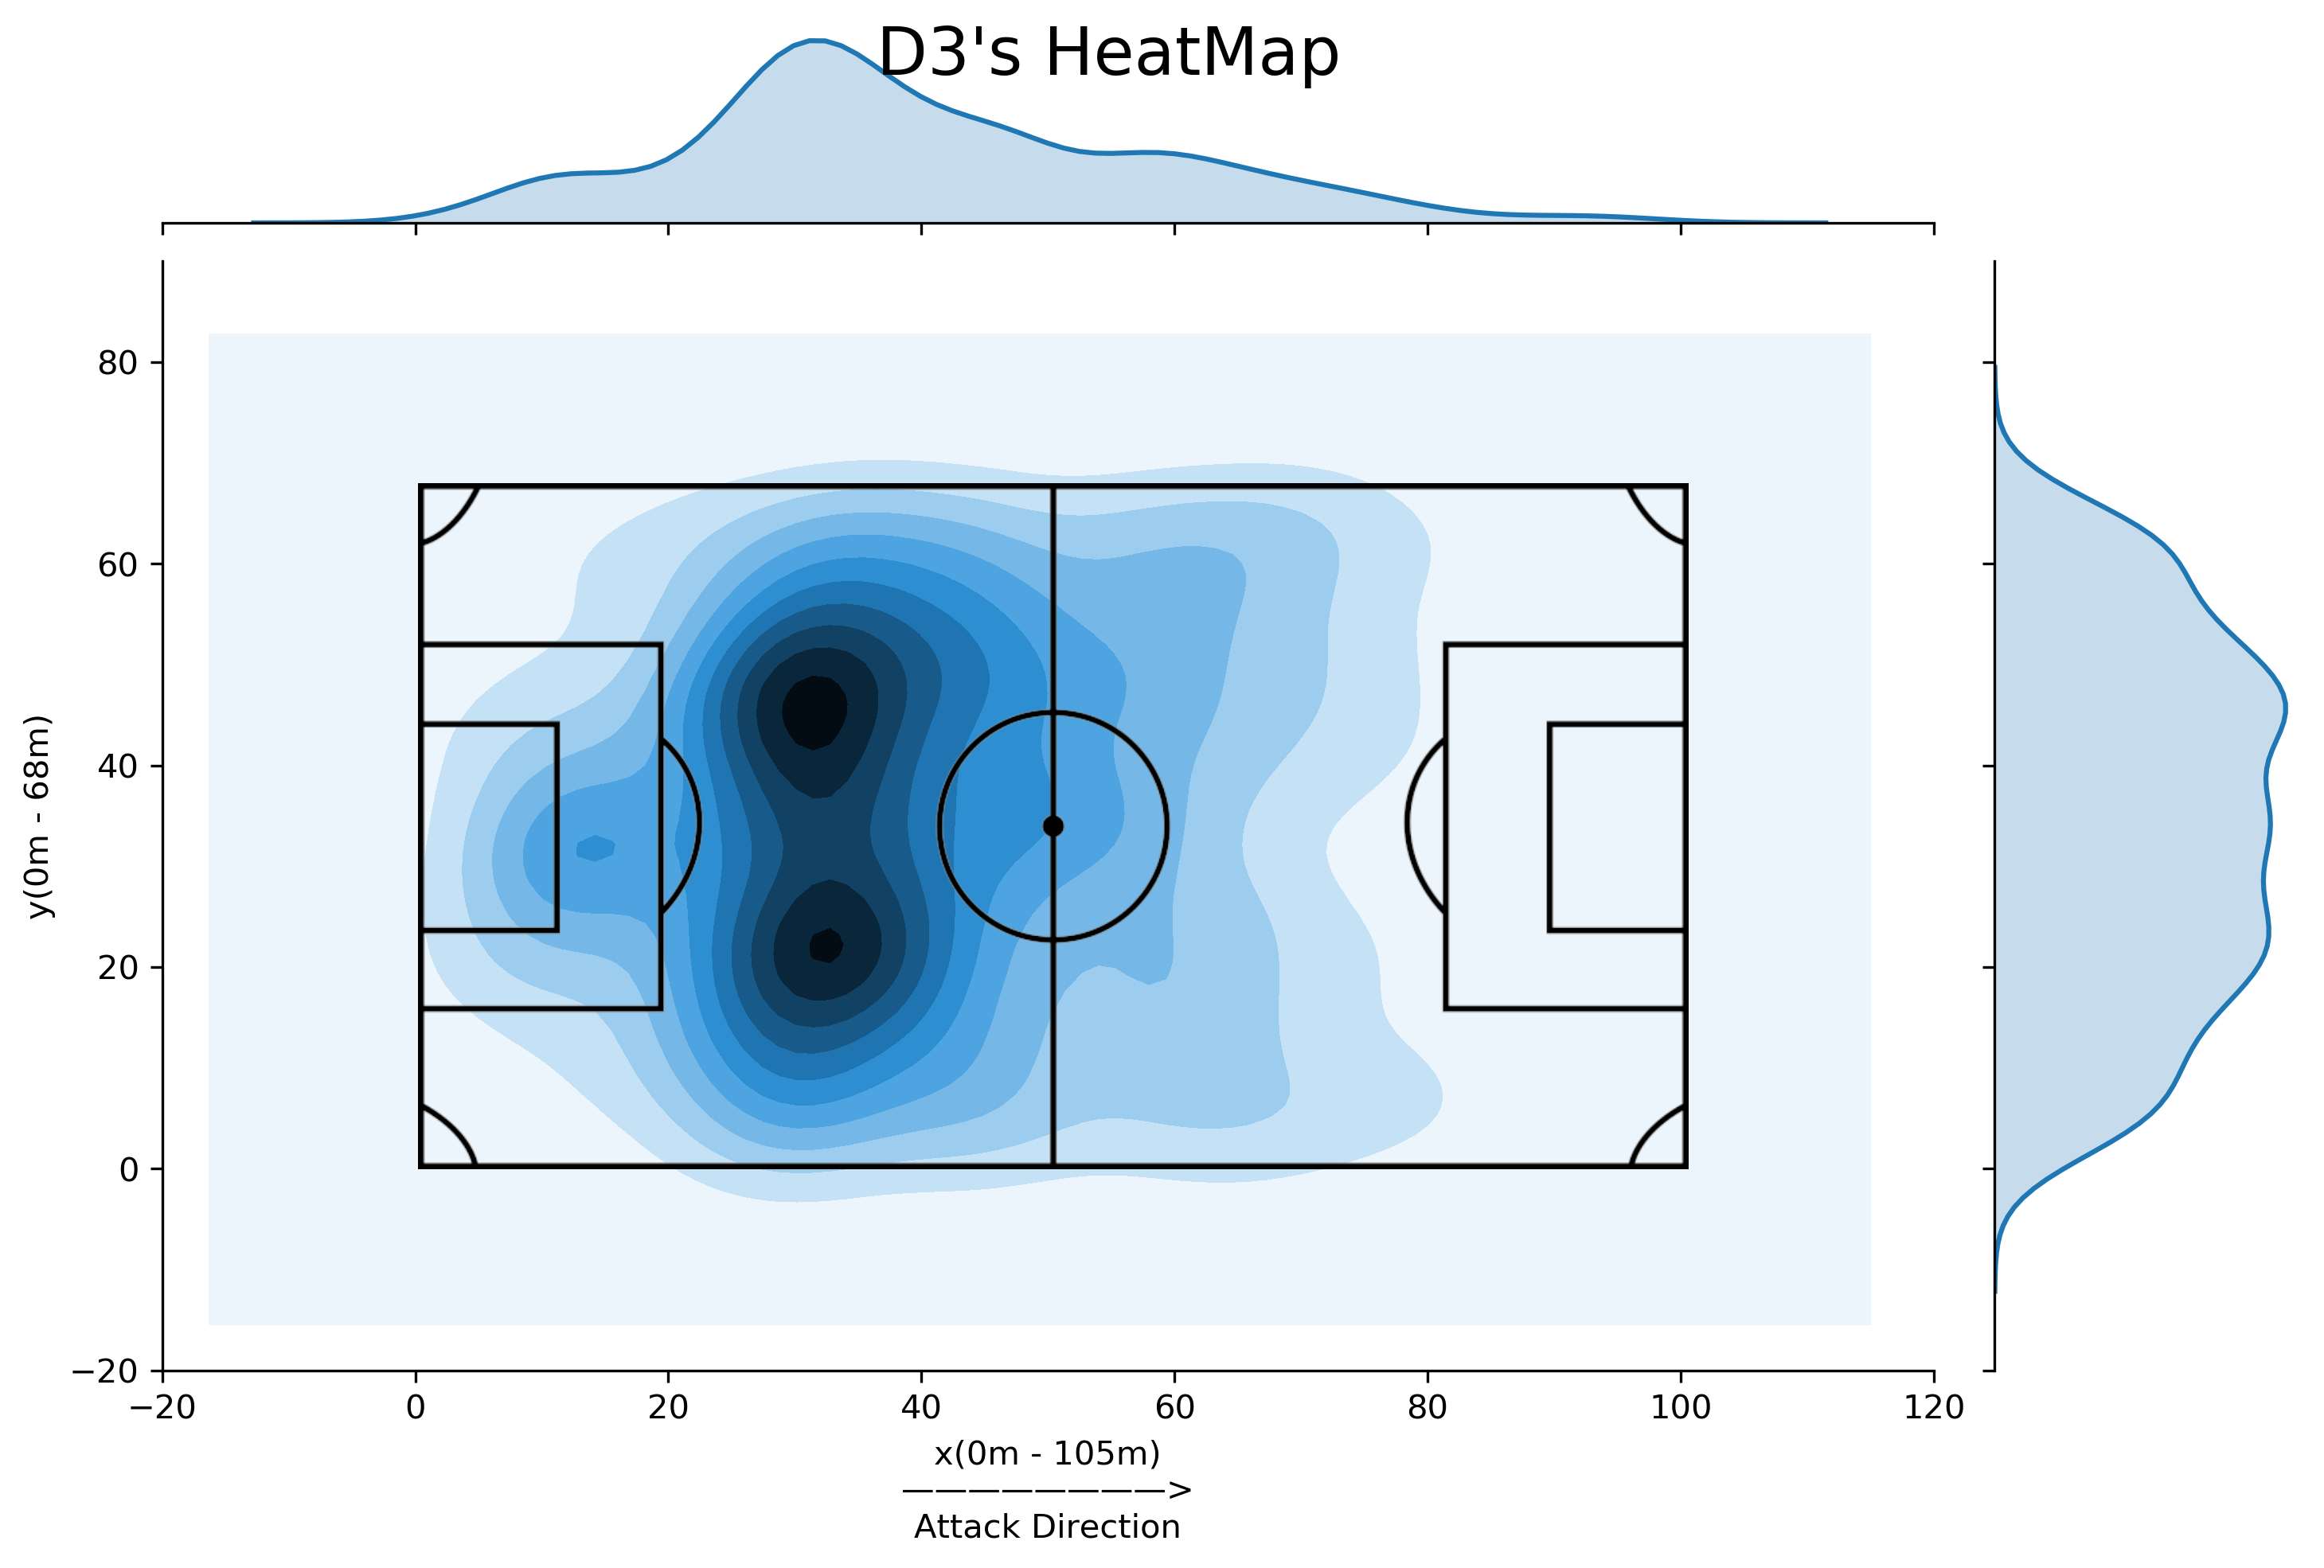 D3's HeatMap
80
60
40
20
0
−20
y(0m - 68m)
−20 0 20 40 60 80 100 120
x(0m - 105m)
————————>
Attack Direction